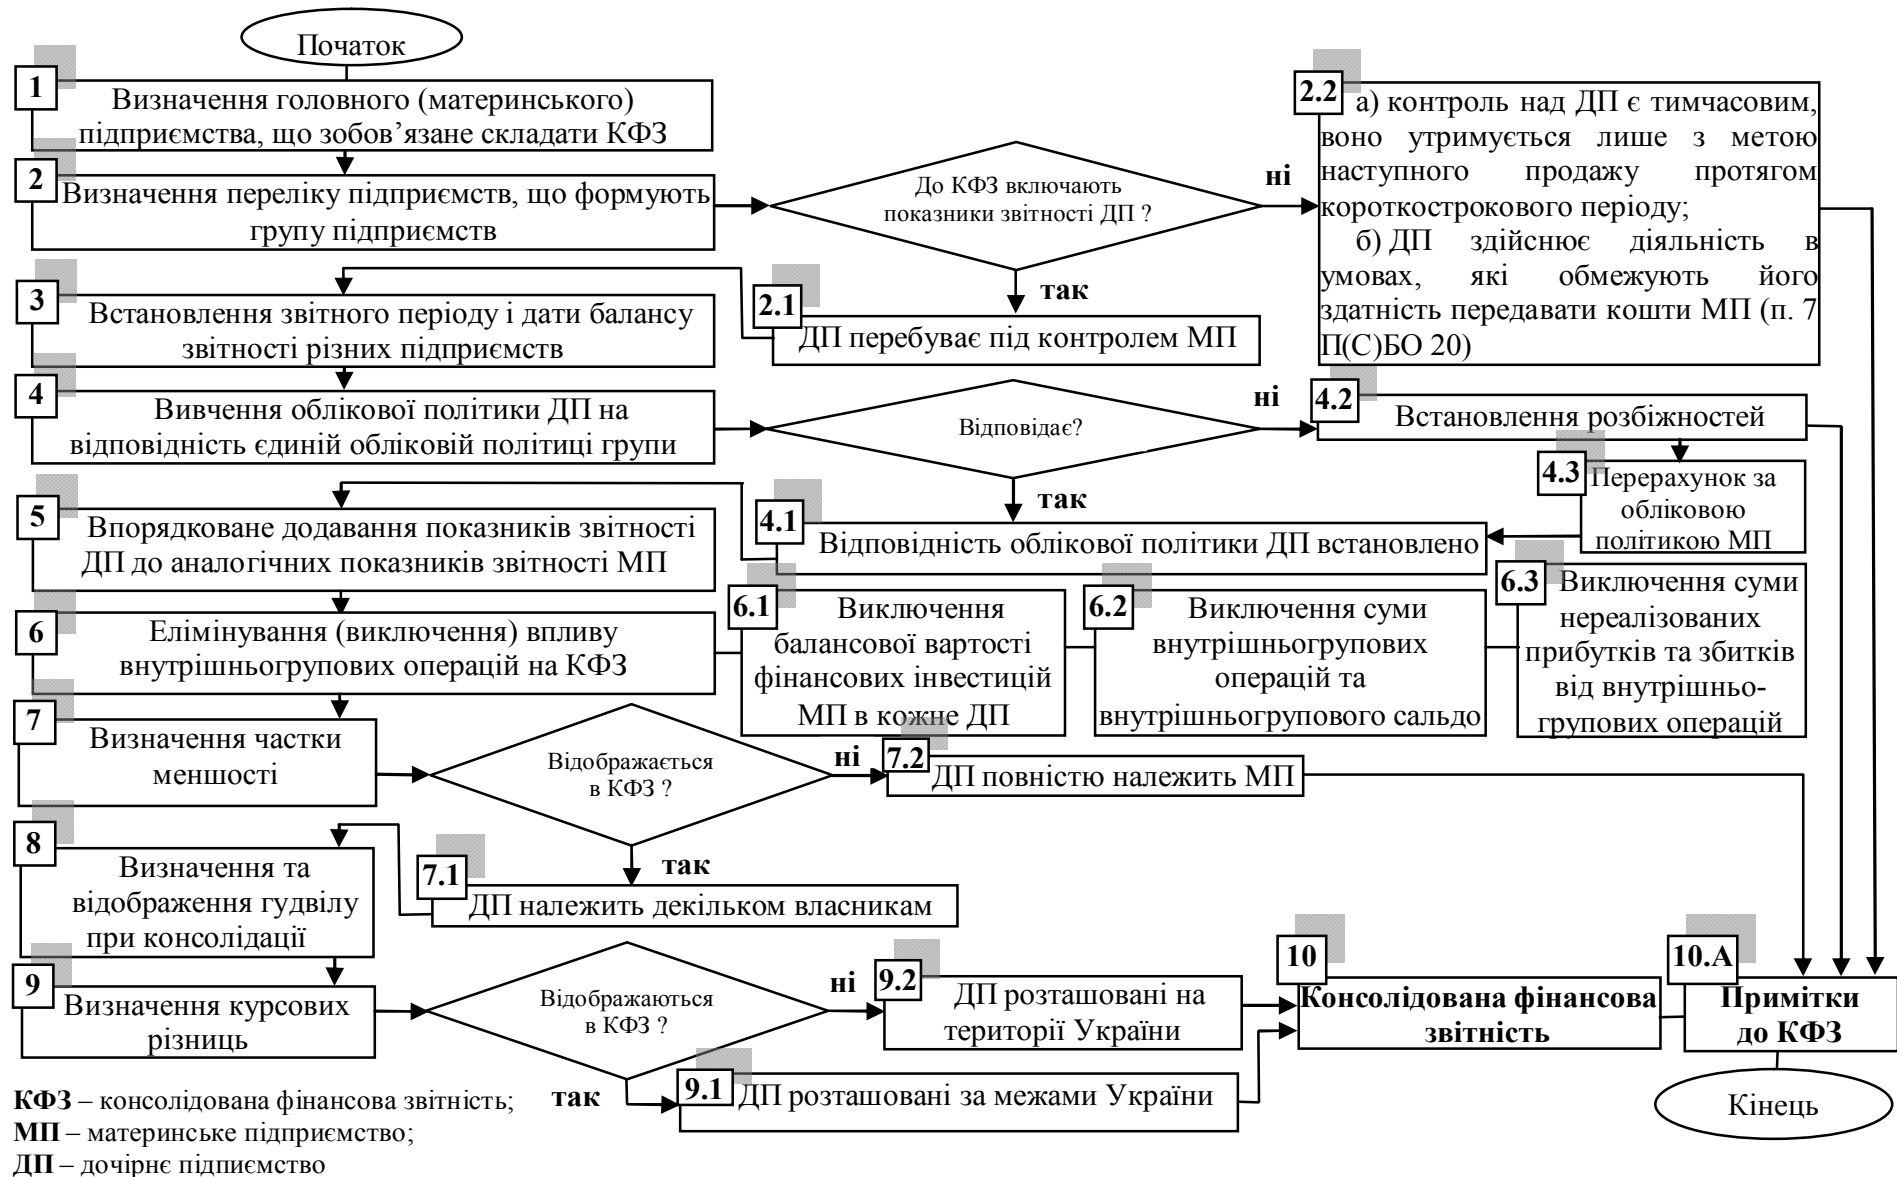 Початок
1
Визначення головного (материнського)
підприємства, що зобов’язане складати КФЗ
2
Визначення переліку підприємств, що формують
групу підприємств
До КФЗ включають
показники звітності ДП ?
ні
2.2
а) контроль над ДП є тимчасовим,
воно утримується лише з метою
наступного продажу протягом
короткострокового періоду;
б) ДП здійснює діяльність в
умовах, які обмежують його
здатність передавати кошти МП (п. 7
П(С)БО 20)
так
2.1
ДП перебуває під контролем МП
3
Встановлення звітного періоду і дати балансу
звітності різних підприємств
4
Вивчення облікової політики ДП на
відповідність єдиній обліковій політиці групи
Відповідає?
ні
4.2
Встановлення розбіжностей
4.3
Перерахунок за
обліковою
політикою МП
так
4.1
Відповідність облікової політики ДП встановлено
5
Впорядковане додавання показників звітності
ДП до аналогічних показників звітності МП
6
Елімінування (виключення) впливу
внутрішньогрупових операцій на КФЗ
6.1
Виключення
балансової вартості
фінансових інвестицій
МП в кожне ДП
6.2
Виключення суми
внутрішньогрупових
операцій та
внутрішньогрупового сальдо
6.3
Виключення суми
нереалізованих
прибутків та збитків
від внутрішньо-
групових операцій
7
Визначення частки
меншості
Відображається
в КФЗ ?
ні
7.2
ДП повністю належить МП
так
7.1
ДП належить декільком власникам
8
Визначення та
відображення гудвілу
при консолідації
9
Визначення курсових
різниць
Відображаються
в КФЗ ?
ні
9.2
ДП розташовані на
території України
так
9.1
ДП розташовані за межами України
10
Консолідована фінансова
звітність
10.А
Примітки
до КФЗ
Кінець
КФЗ – консолідована фінансова звітність;
МП – материнське підприємство;
ДП – дочірнє підпиємство